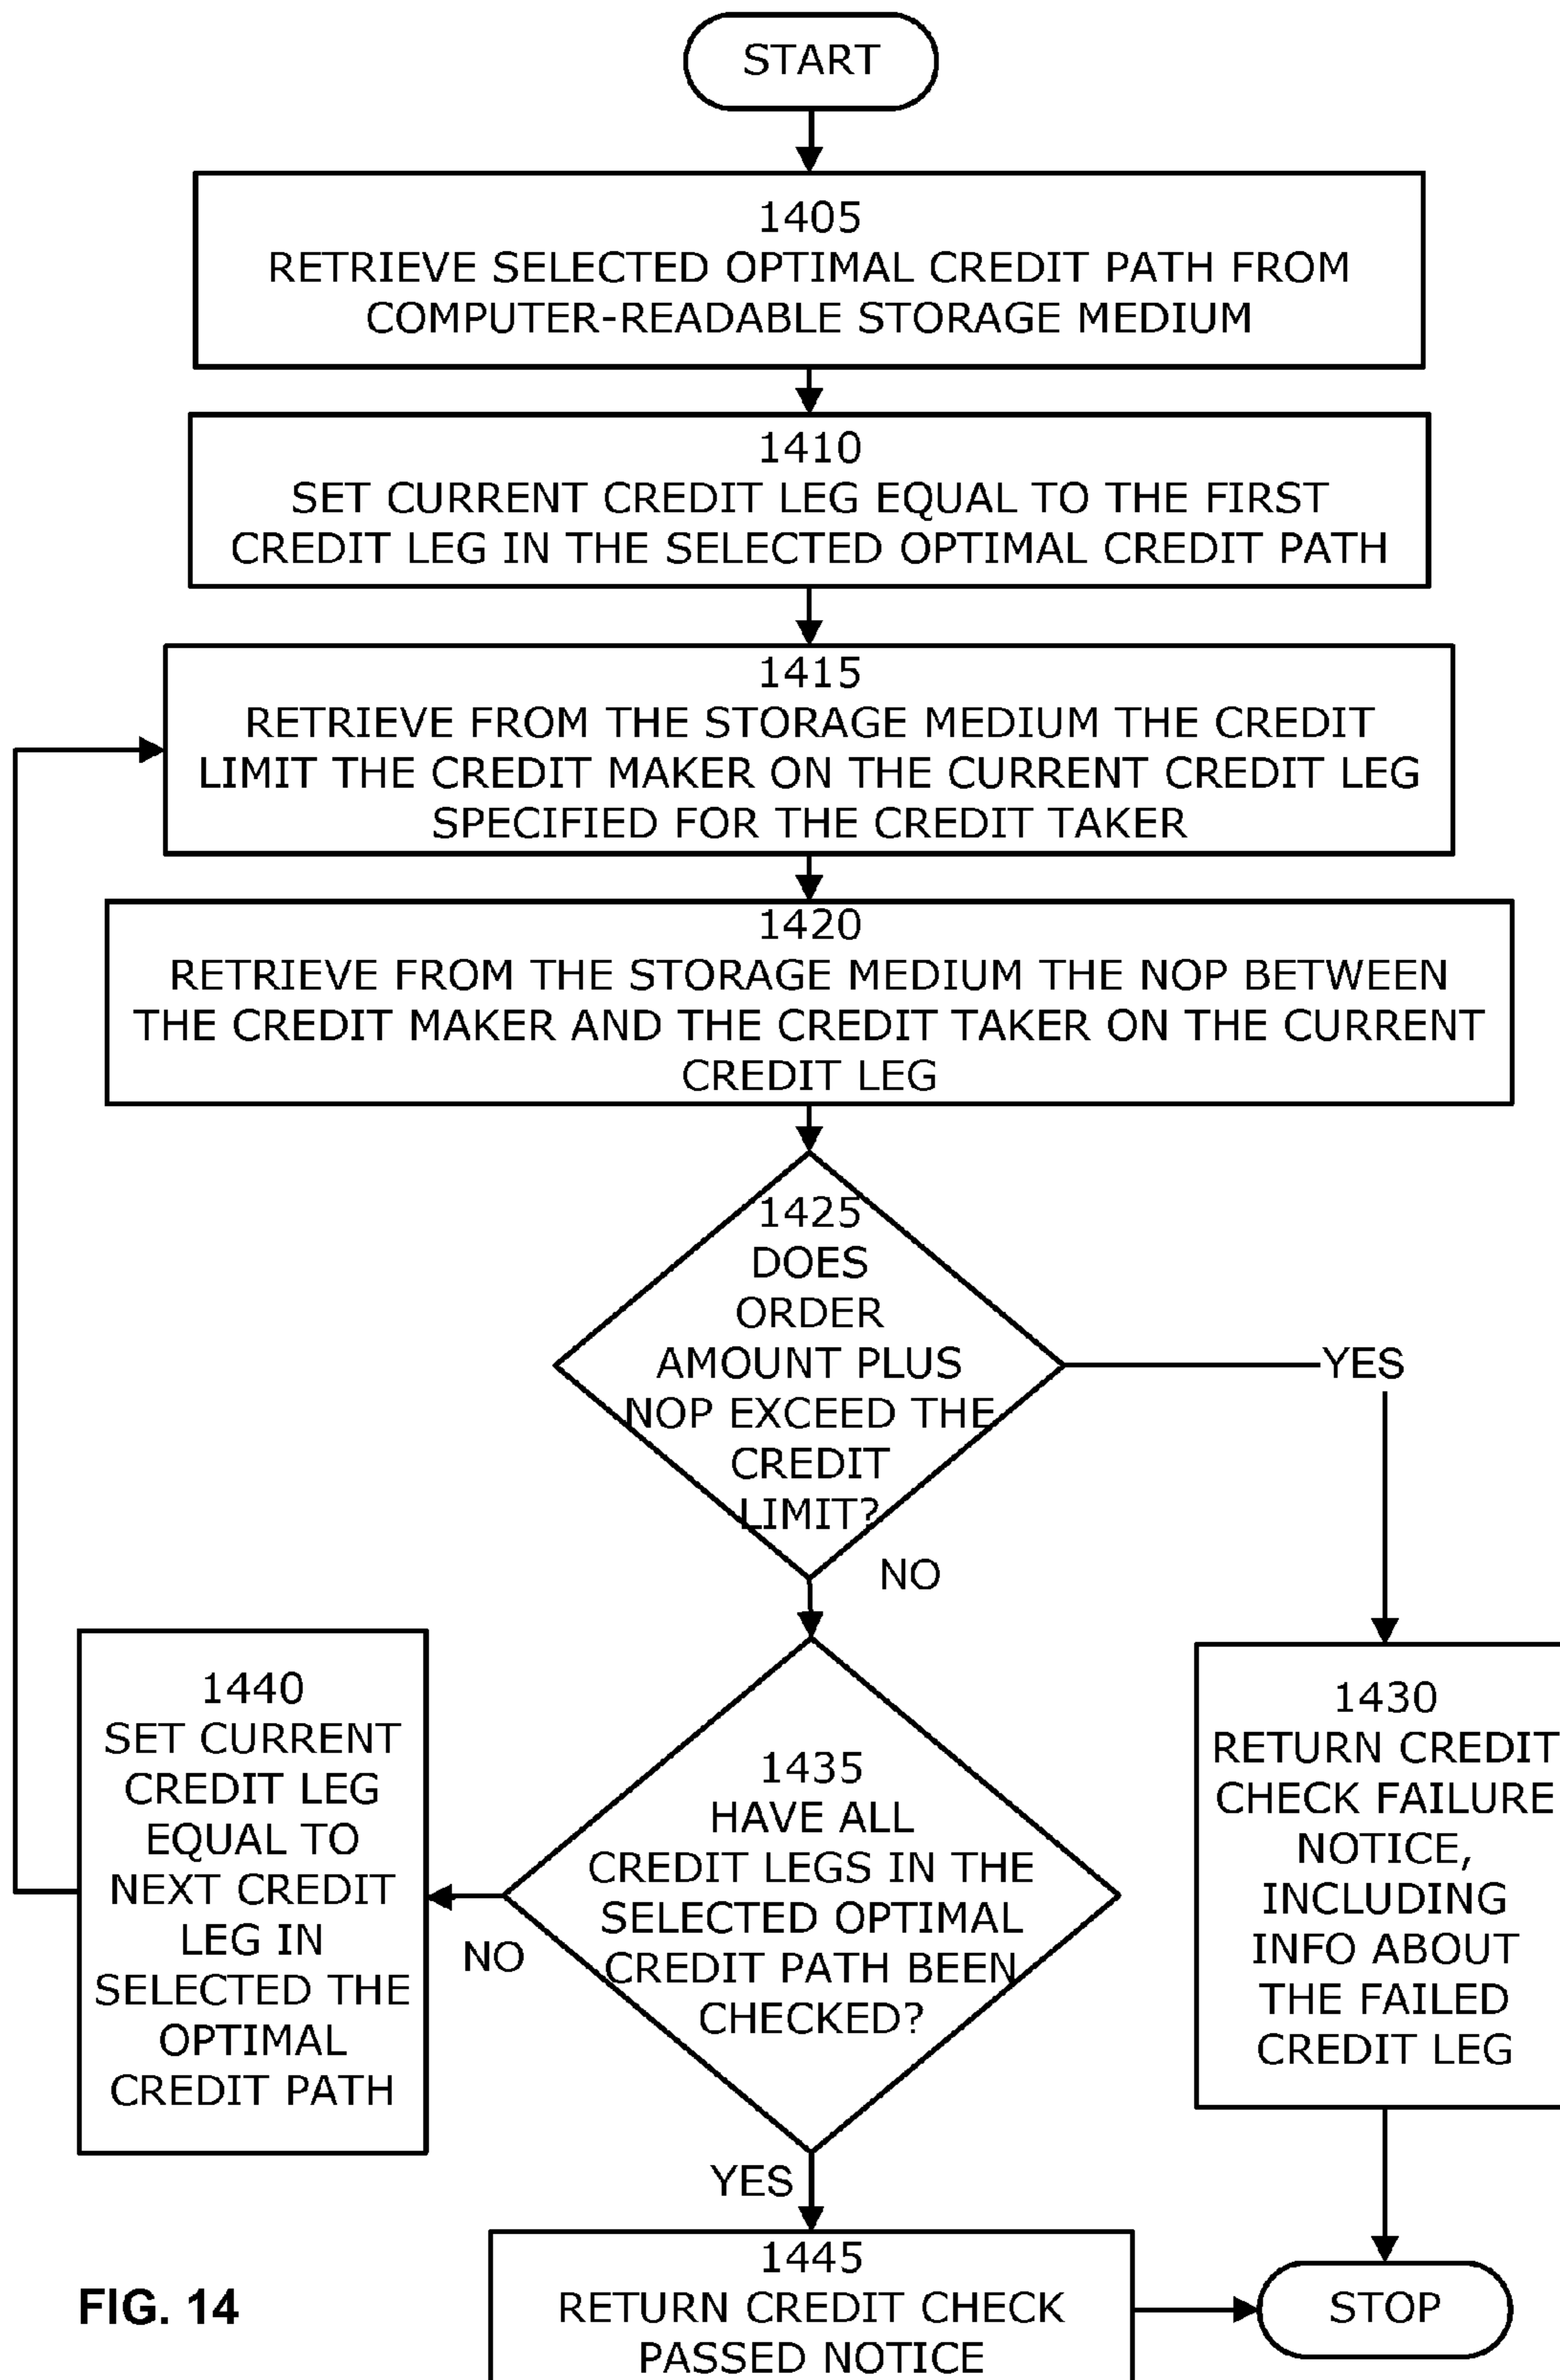 START
1405
RETRIEVE SELECTED OPTIMAL CREDIT PATH FROM
COMPUTER-READABLE STORAGE MEDIUM
1410
SET CURRENT CREDIT LEG EQUAL TO THE FIRST
CREDIT LEG IN THE SELECTED OPTIMAL CREDIT PATH
1415
RETRIEVE FROM THE STORAGE MEDIUM THE CREDIT
LIMIT THE CREDIT MAKER ON THE CURRENT CREDIT LEG
SPECIFIED FOR THE CREDIT TAKER
1420
RETRIEVE FROM THE STORAGE MEDIUM THE NOP BETWEEN
THE CREDIT MAKER AND THE CREDIT TAKER ON THE CURRENT
CREDIT LEG
1425
DOES
ORDER
AMOUNT PLUS
NOP EXCEED THE
CREDIT
LIMIT?
YES
NO
1440
SET CURRENT
CREDIT LEG
EQUAL TO
NEXT CREDIT
LEG IN
SELECTED THE
OPTIMAL
CREDIT PATH
NO
1435
HAVE ALL
CREDIT LEGS IN THE
SELECTED OPTIMAL
CREDIT PATH BEEN
CHECKED?
1430
RETURN CREDIT
CHECK FAILURE
NOTICE,
INCLUDING
INFO ABOUT
THE FAILED
CREDIT LEG
YES
1445
RETURN CREDIT CHECK
PASSED NOTICE
STOP
FIG. 14